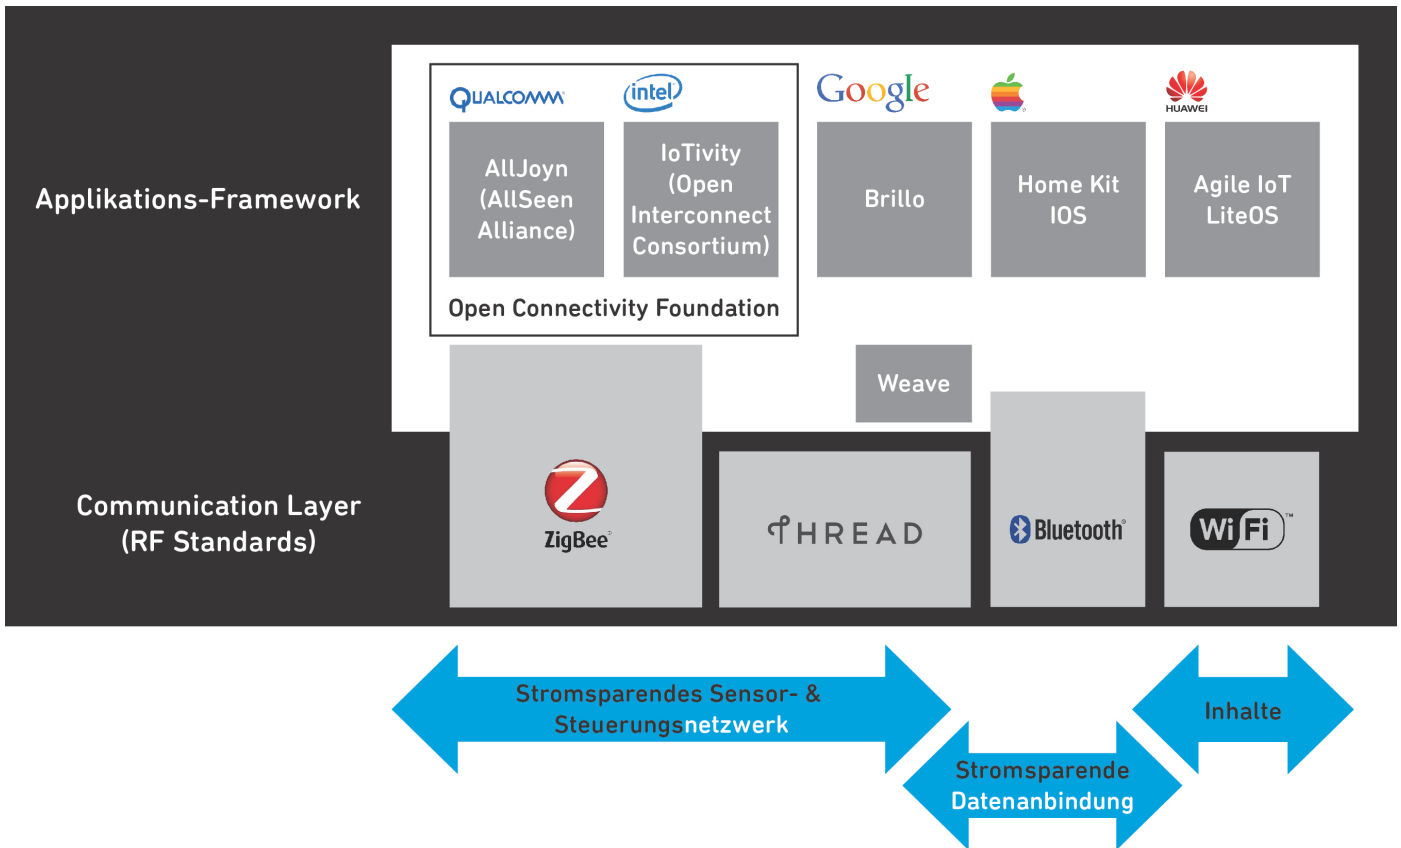 QUALCOMM®
intel
Google
HUAWEI
Applikations-Framework
AllJoyn
(AllSeen
Alliance)
IoTivity
(Open
Interconnect
Consortium)
Brillo
Home Kit
IOS
Agile IoT
LiteOS
Open Connectivity Foundation
Weave
Communication Layer
(RF Standards)
Z
ZigBee®
THREAD
Bluetooth®
WiFi™
Stromsparendes Sensor- &
Steuerungsnetzwerk
Inhalte
Stromsparende
Datenanbindung